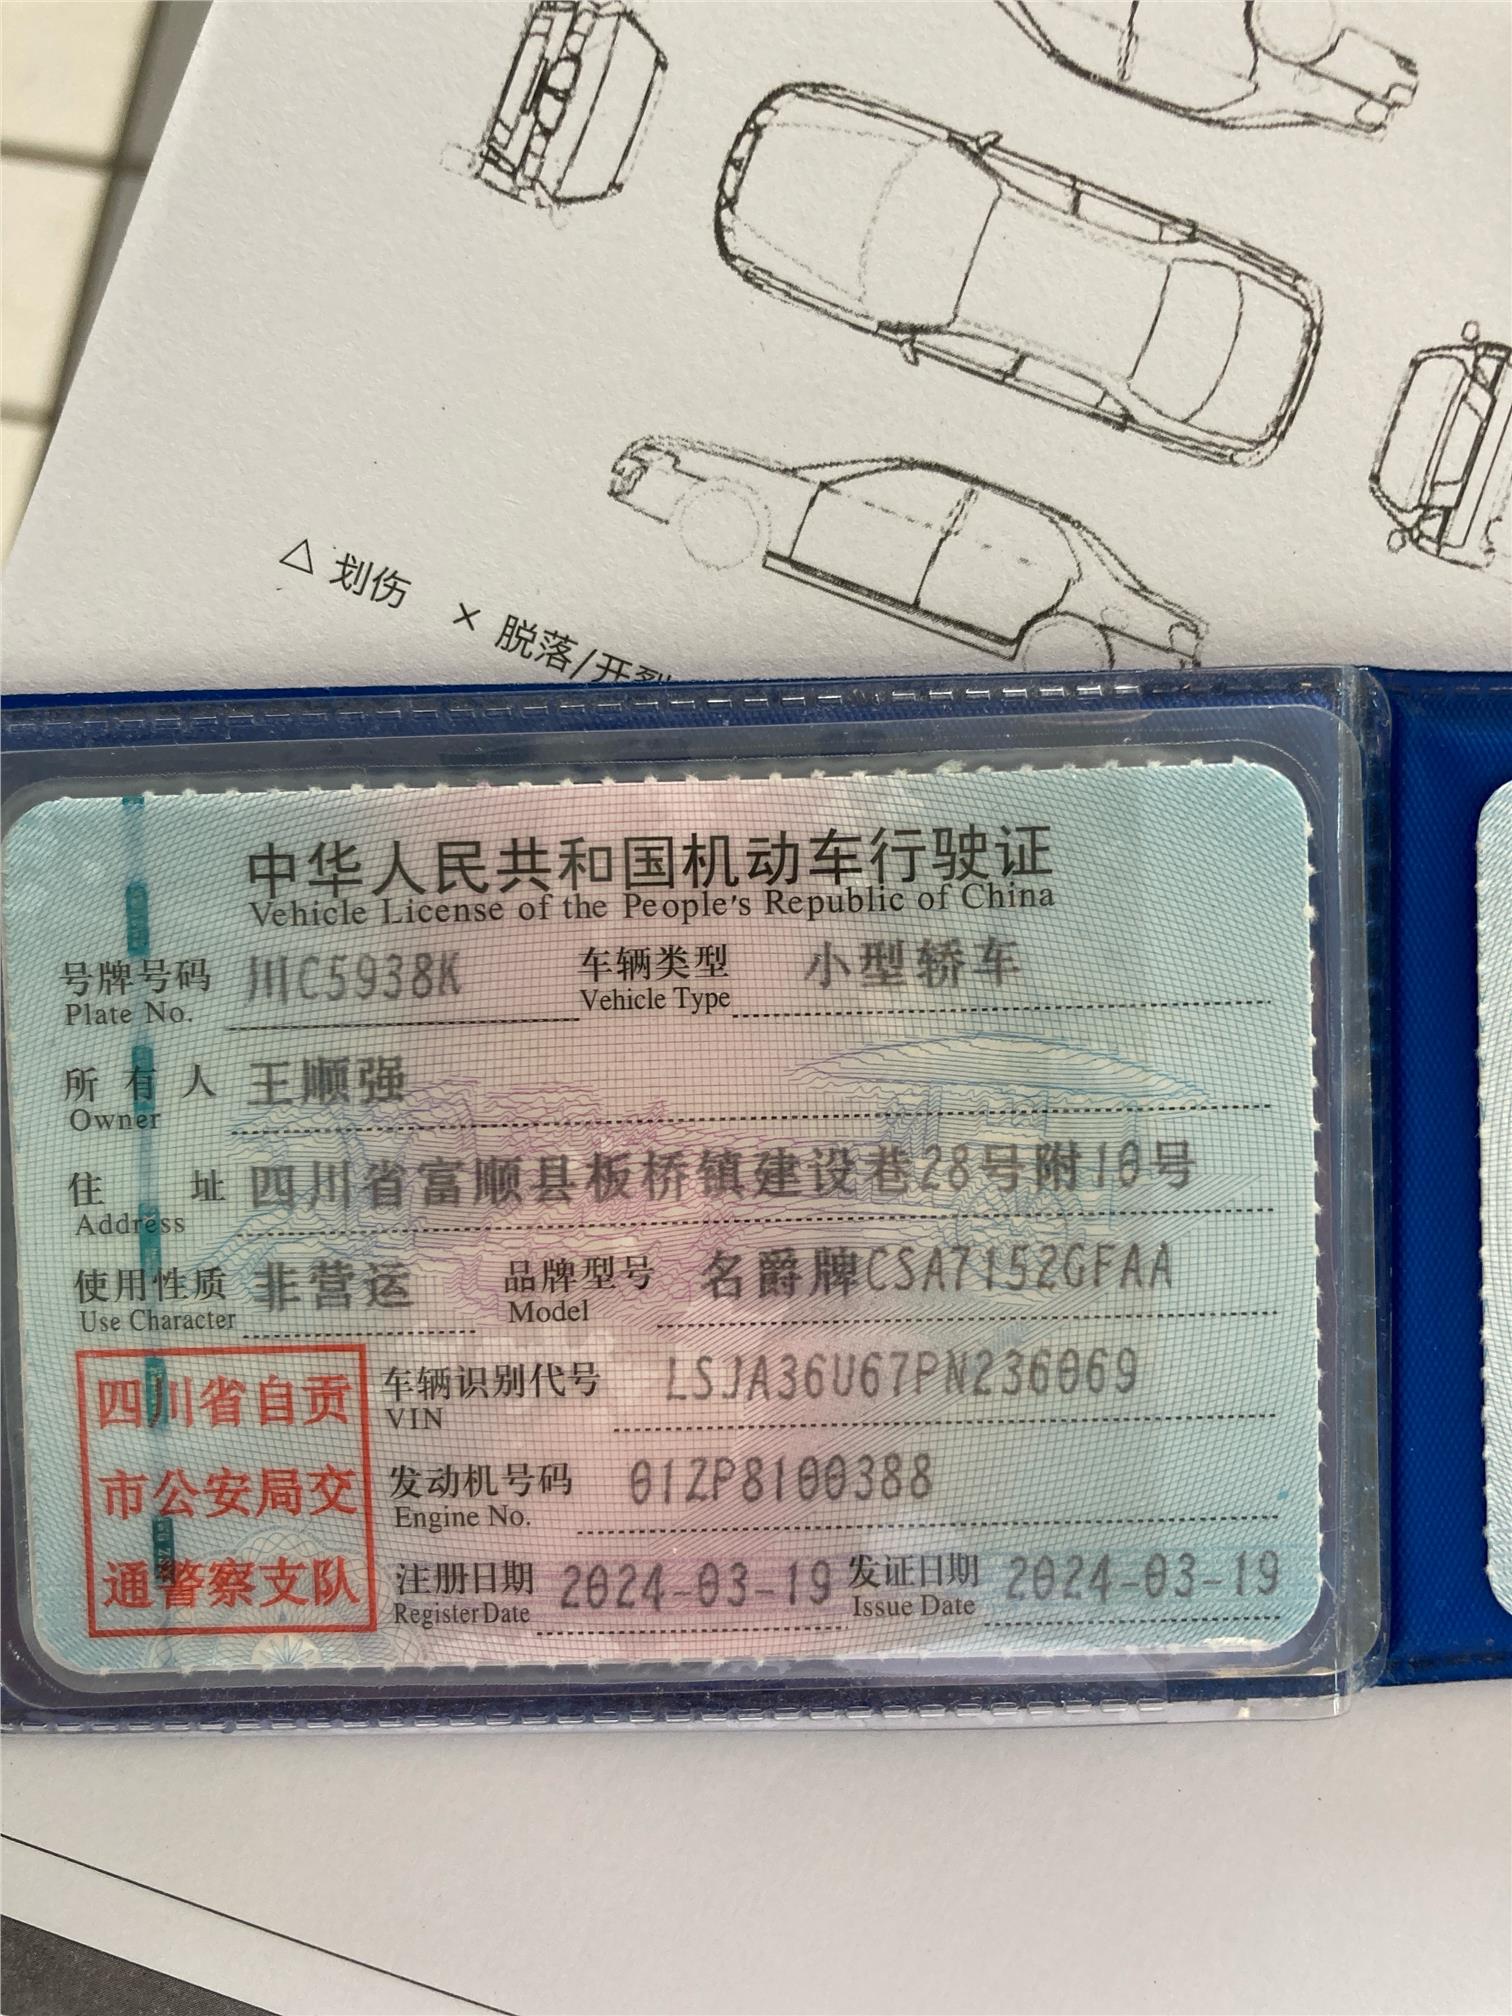 △ 划伤
× 脱落/开裂
中华人民共和国机动车行驶证
Vehicle License of the People's Republic of China
号牌号码 川C5938K 车辆类型 小型轿车
Plate No. Vehicle Type
所有人 王顺强
Owner
住址 四川省富顺县板桥镇建设巷28号附10号
Address
使用性质 非营运 品牌型号 名爵牌CSA7152GFAA
Use Character Model
四川省自贡
市公安局交
通警察支队
车辆识别代号 LSJA36U67PN236069
VIN
发动机号码 01ZP8100388
Engine No.
注册日期 2024-03-19 发证日期 2024-03-19
Register Date Issue Date